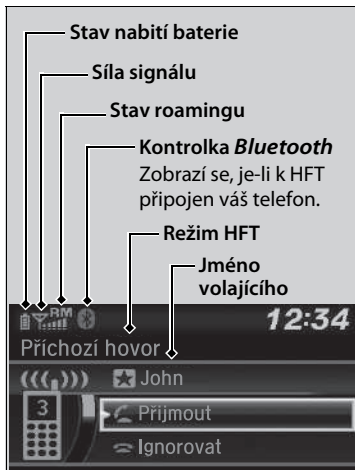 Stav nabití baterie
Síla signálu
Stav roamingu
Kontrolka Bluetooth
Zobrazí se, je-li k HFT
připojen váš telefon.
Režim HFT
Jméno
volajícího
RM
12:34
Příchozí hovor
John
3
Přijmout
Ignorovat